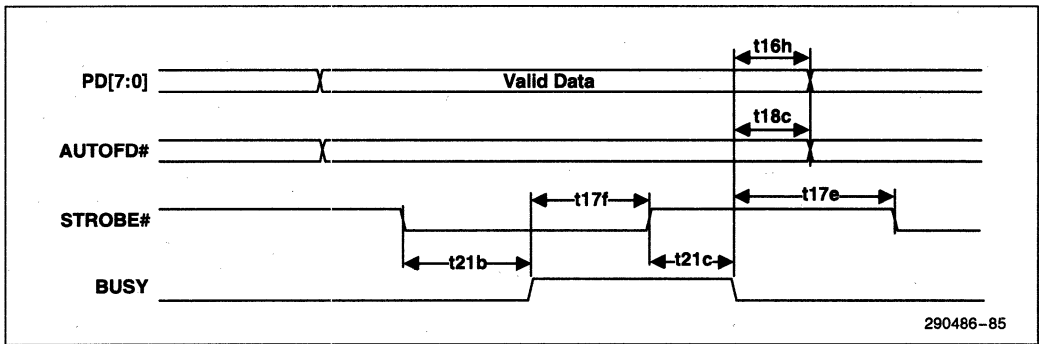 t16h
PD[7:0]
Valid Data
t18c
AUTOFD#
t17f
t17e
STROBE#
t21b
t21c
BUSY
290486–85